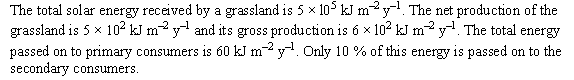 The total solar energy received by a grassland is 5 × 10⁵ kJ m⁻² y⁻¹. The net production of the
grassland is 5 × 10² kJ m⁻² y⁻¹ and its gross production is 6 × 10² kJ m⁻² y⁻¹. The total energy
passed on to primary consumers is 60 kJ m⁻² y⁻¹. Only 10 % of this energy is passed on to the
secondary consumers.